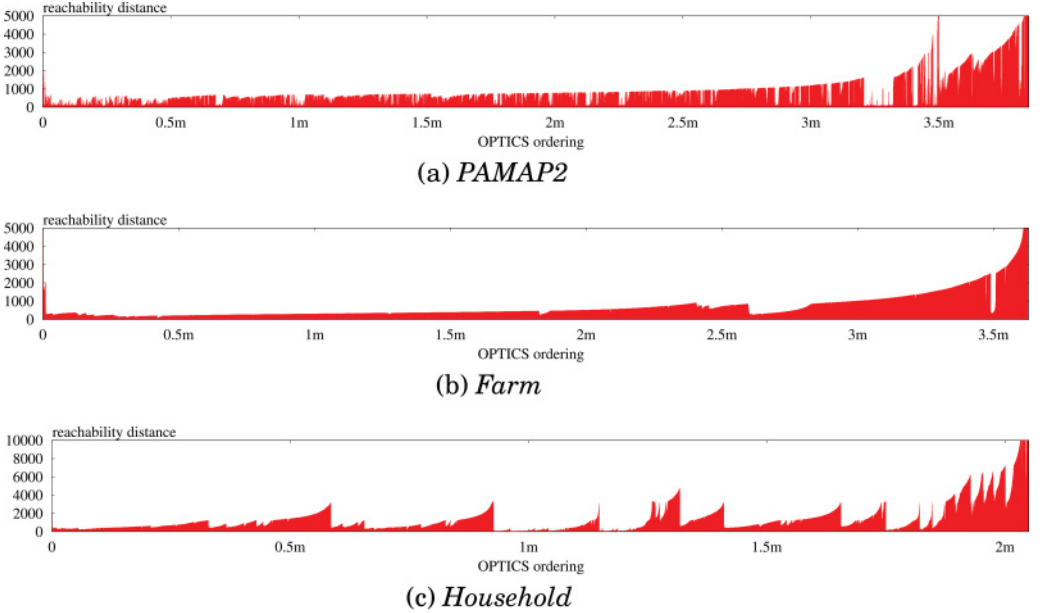 reachability distance
5000
4000
3000
2000
1000
0
0 0.5m 1m 1.5m 2m 2.5m 3m 3.5m
OPTICS ordering
(a) PAMAP2
reachability distance
5000
4000
3000
2000
1000
0
0 0.5m 1m 1.5m 2m 2.5m 3m 3.5m
OPTICS ordering
(b) Farm
reachability distance
10000
8000
6000
4000
2000
0
0 0.5m 1m 1.5m 2m
OPTICS ordering
(c) Household